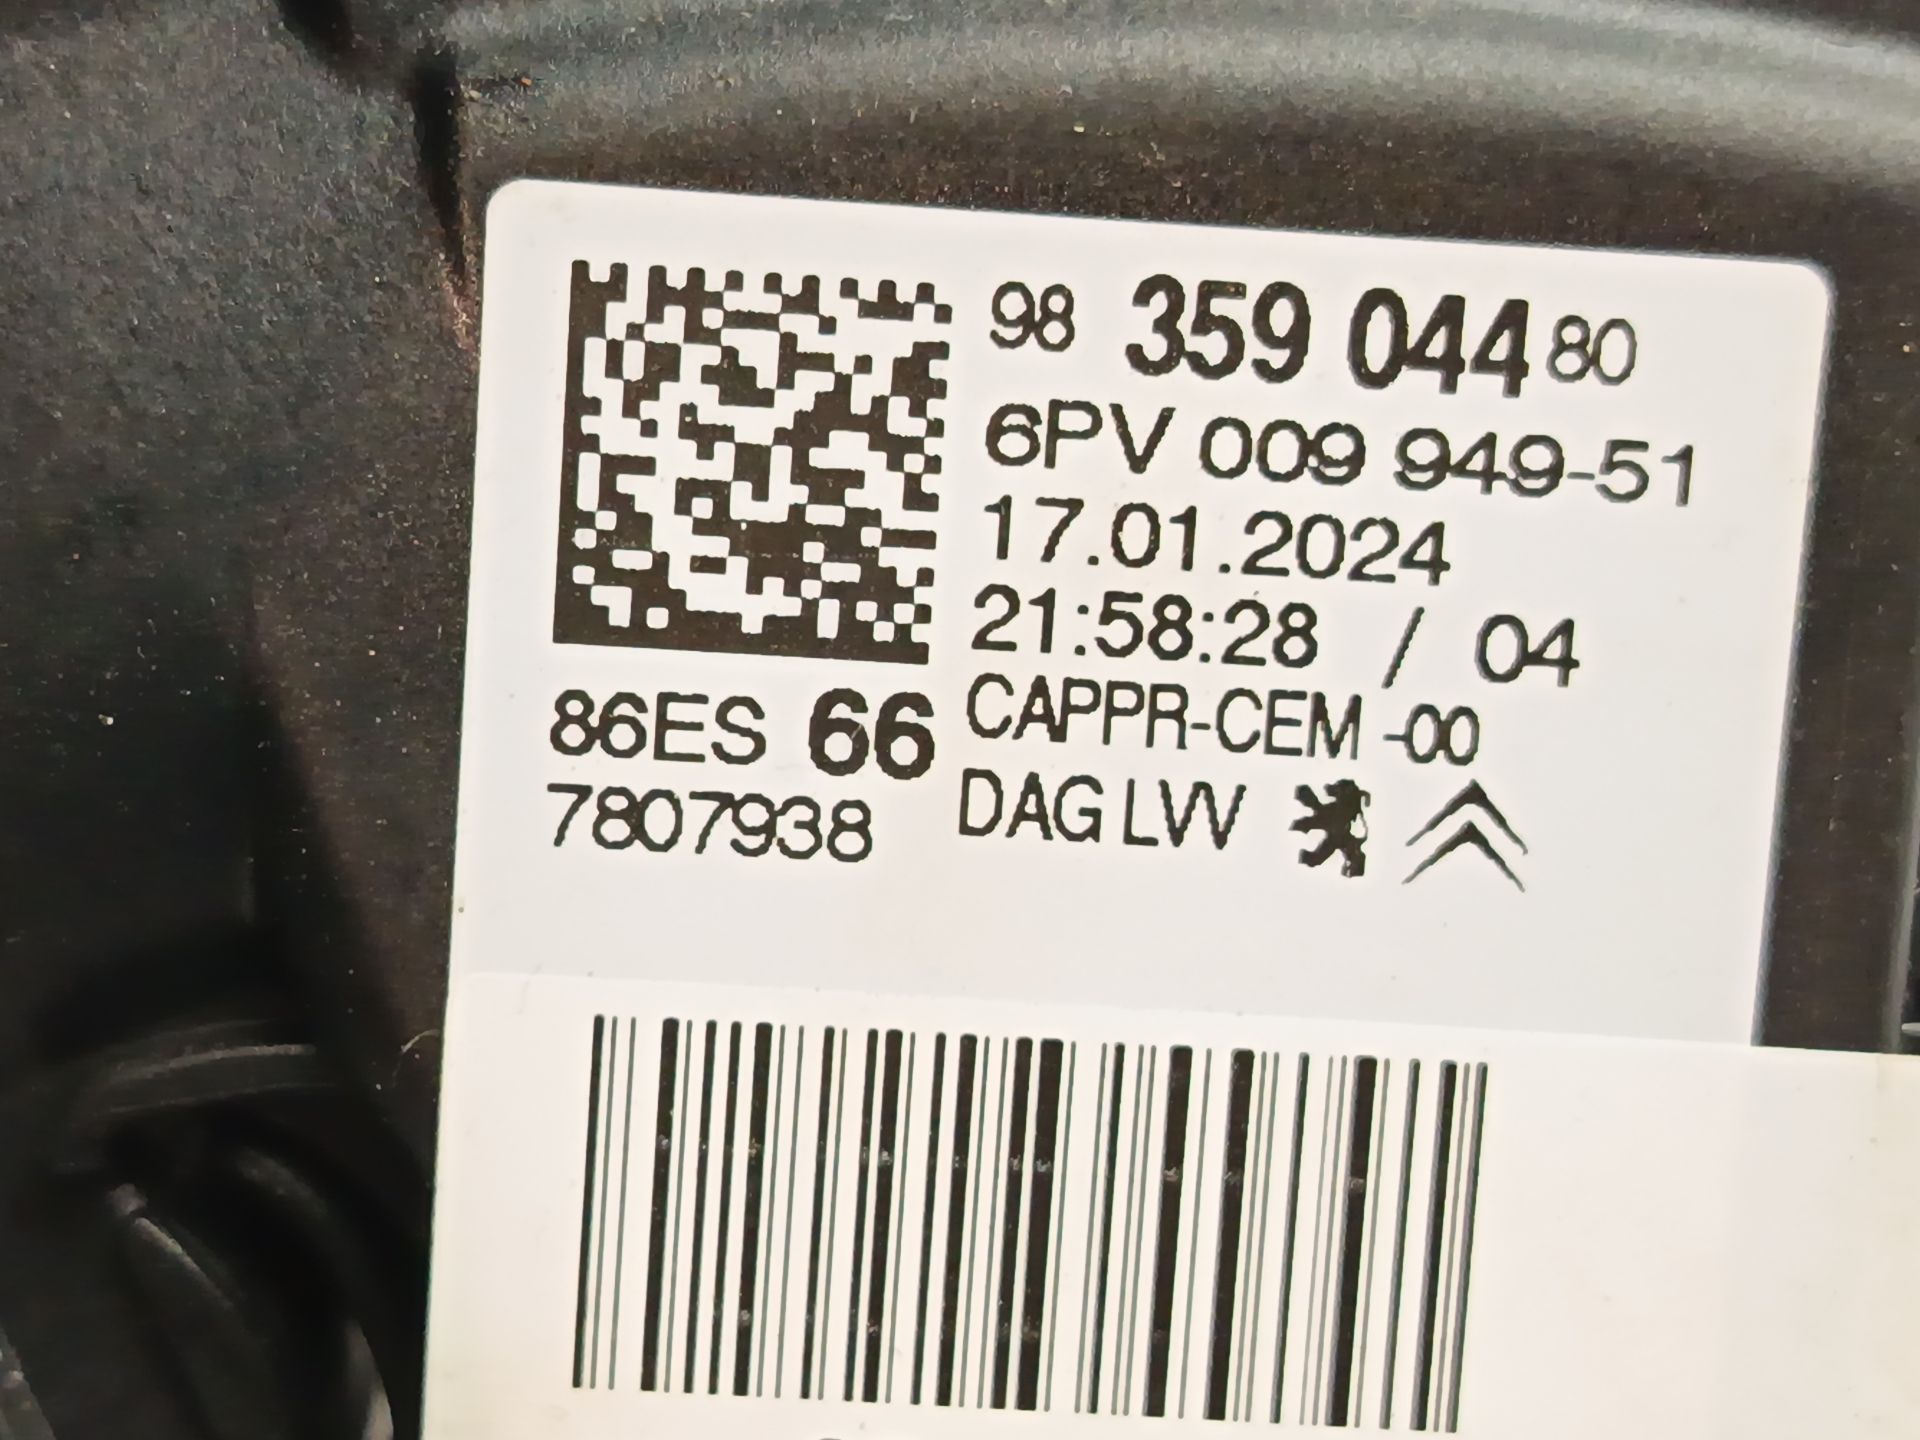 98 359 044 80
6PV 009 949-51
17.01.2024
21:58:28 / 04
86ES 66 CAPPR-CEM -00
7807938 DAG LVV